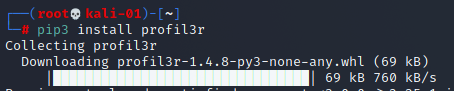 ┌──(root💀kali-01)-[~]
└─# pip3 install profil3r
Collecting profil3r
  Downloading profil3r-1.4.8-py3-none-any.whl (69 kB)
     |████████████████████████████████| 69 kB 760 kB/s